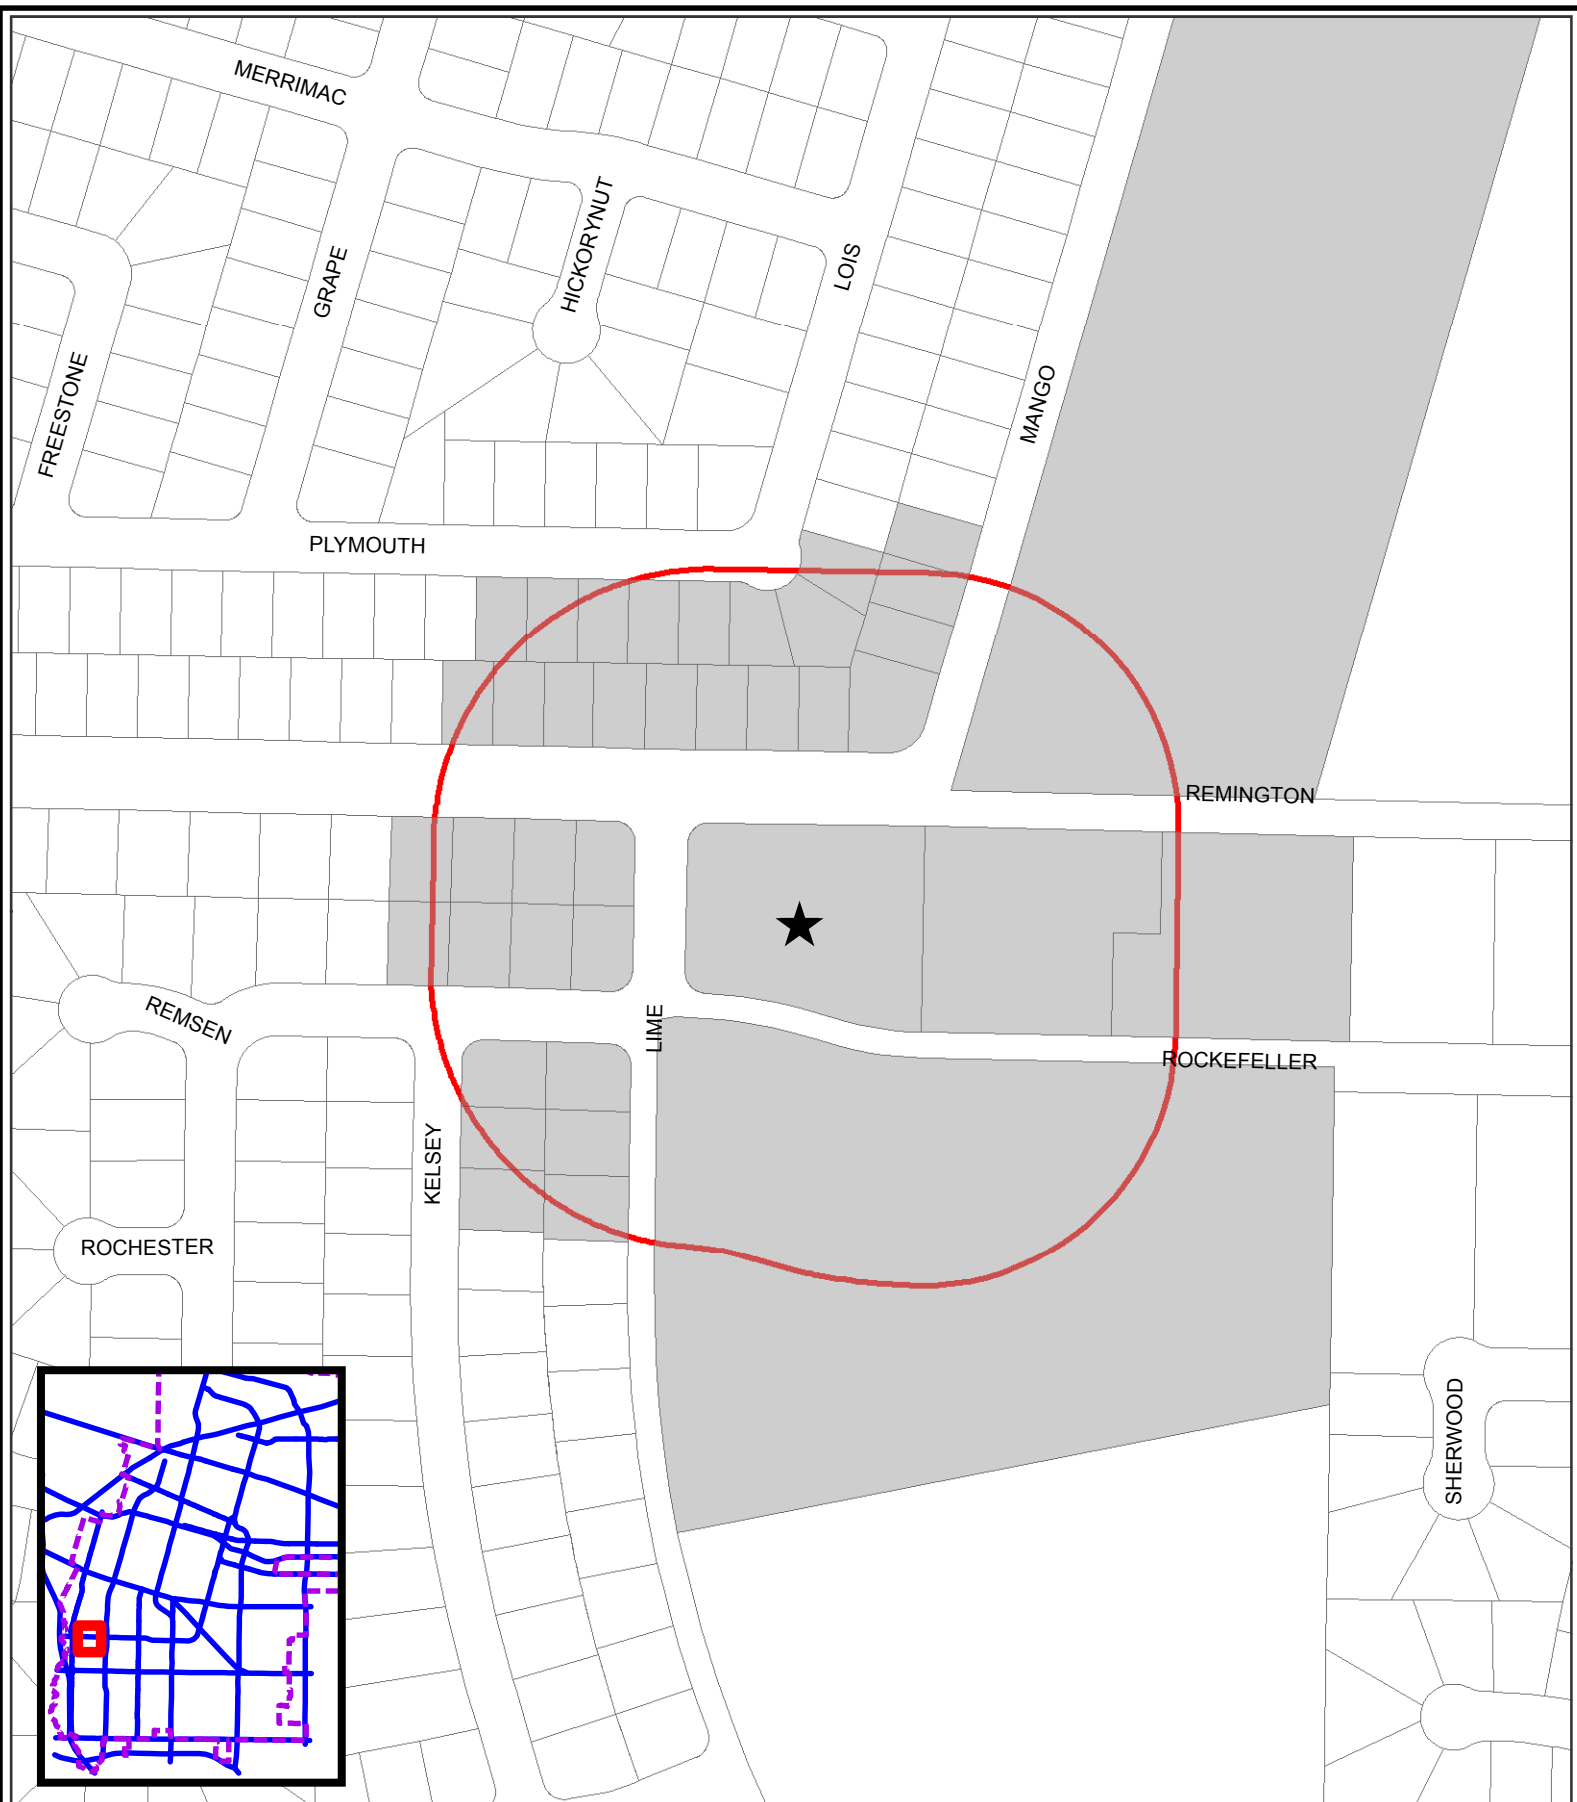 MERRIMAC
HICKORYNUT
LOIS
GRAPE
FREESTONE
MANGO
PLYMOUTH
REMINGTON
REMSEN
LIME
ROCKEFELLER
KELSEY
ROCHESTER
SHERWOOD